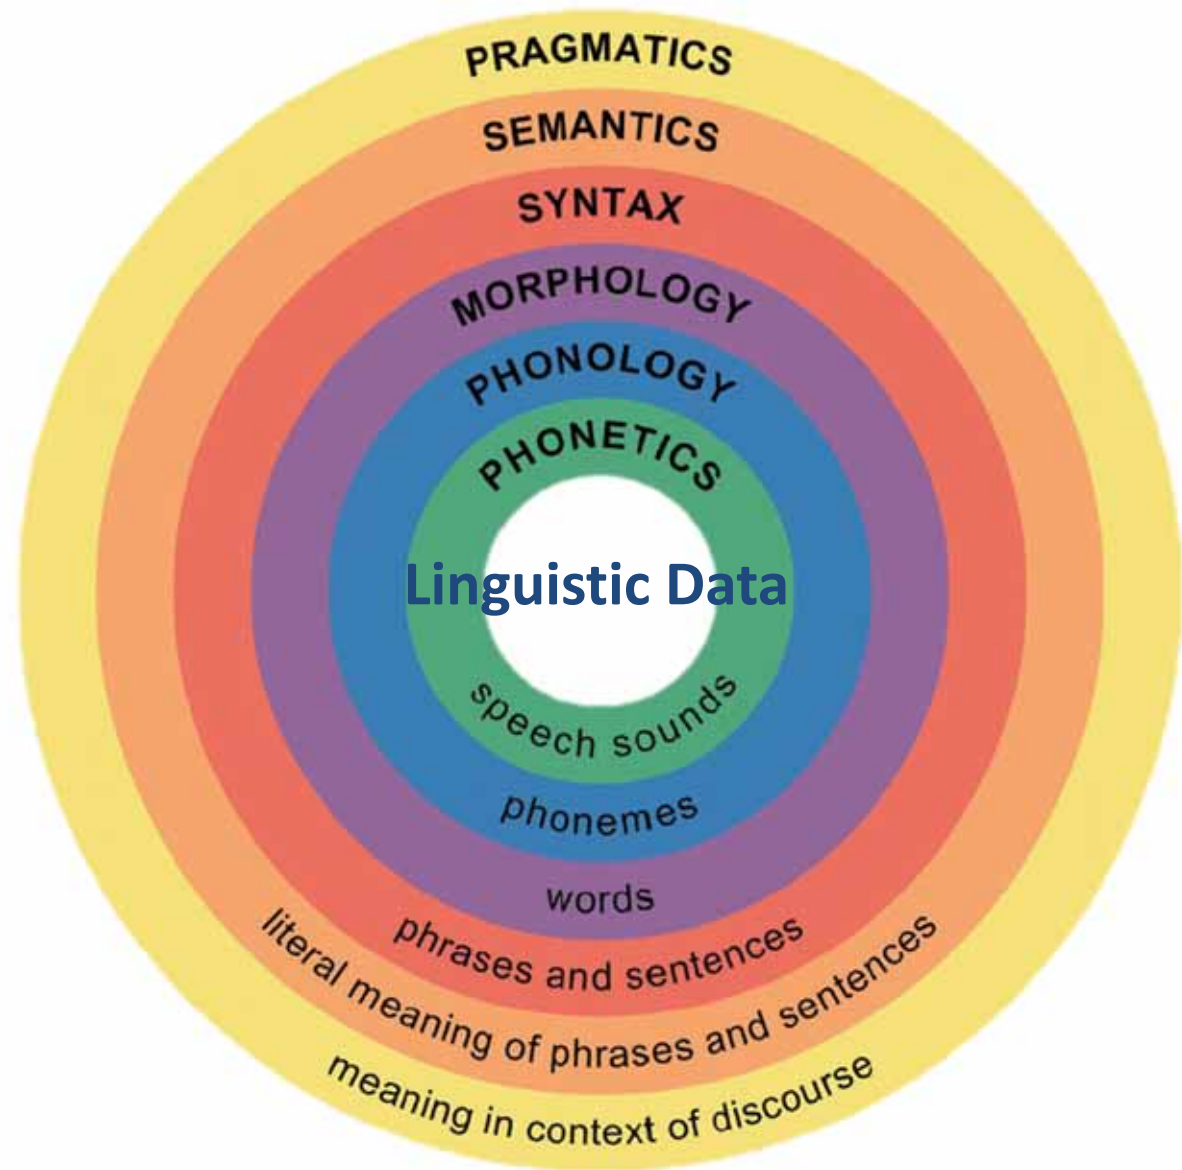 PRAGMATICS
SEMANTICS
SYNTAX
MORPHOLOGY
PHONOLOGY
PHONETICS
Linguistic Data
speech sounds
phonemes
words
phrases and sentences
literal meaning of phrases and sentences
meaning in context of discourse